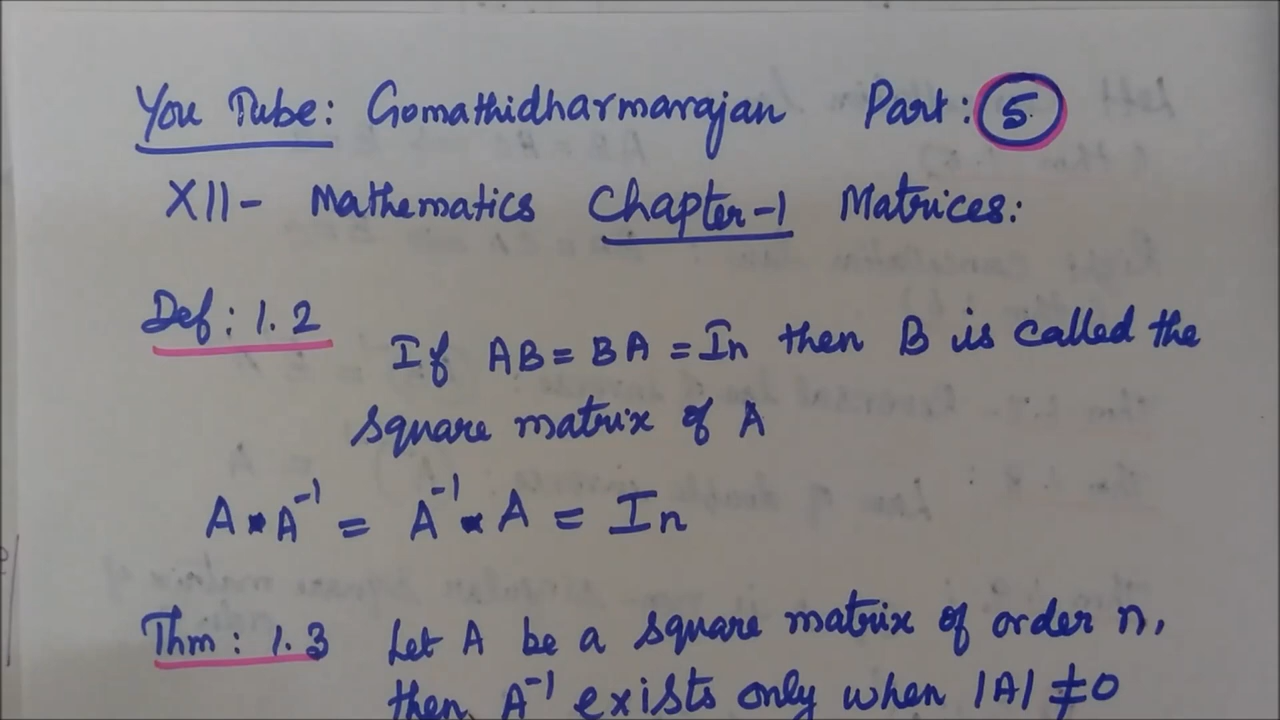 You Tube: Gomathidharmarajan Part: 5
XII- Mathematics Chapter-1 Matrices:
Def: 1.2
If AB = BA = In then B is called the
square matrix of A
A * A⁻¹ = A⁻¹ * A = In
Thm: 1.3 Let A be a square matrix of order n,
then A⁻¹ exists only when |A| ≠ 0